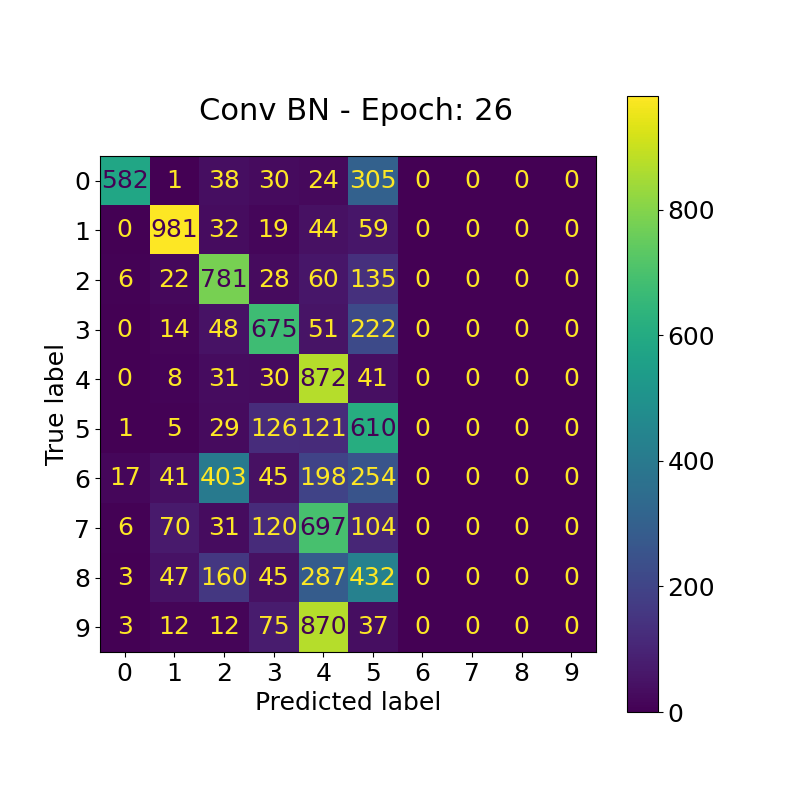 Conv BN - Epoch: 26
0 582 1 38 30 24 305 0 0 0 0
1 0 981 32 19 44 59 0 0 0 0
2 6 22 781 28 60 135 0 0 0 0
3 0 14 48 675 51 222 0 0 0 0
4 0 8 31 30 872 41 0 0 0 0
5 1 5 29 126 121 610 0 0 0 0
6 17 41 403 45 198 254 0 0 0 0
7 6 70 31 120 697 104 0 0 0 0
8 3 47 160 45 287 432 0 0 0 0
9 3 12 12 75 870 37 0 0 0 0
0 1 2 3 4 5 6 7 8 9
Predicted label
True label
800
600
400
200
0